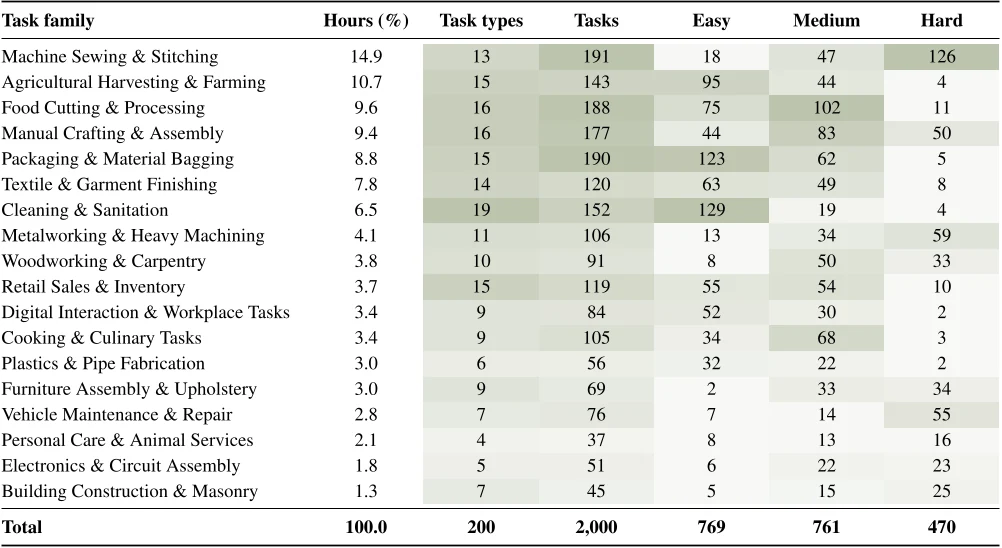 Task family Hours (%) Task types Tasks Easy Medium Hard
Machine Sewing & Stitching 14.9 13 191 18 47 126
Agricultural Harvesting & Farming 10.7 15 143 95 44 4
Food Cutting & Processing 9.6 16 188 75 102 11
Manual Crafting & Assembly 9.4 16 177 44 83 50
Packaging & Material Bagging 8.8 15 190 123 62 5
Textile & Garment Finishing 7.8 14 120 63 49 8
Cleaning & Sanitation 6.5 19 152 129 19 4
Metalworking & Heavy Machining 4.1 11 106 13 34 59
Woodworking & Carpentry 3.8 10 91 8 50 33
Retail Sales & Inventory 3.7 15 119 55 54 10
Digital Interaction & Workplace Tasks 3.4 9 84 52 30 2
Cooking & Culinary Tasks 3.4 9 105 34 68 3
Plastics & Pipe Fabrication 3.0 6 56 32 22 2
Furniture Assembly & Upholstery 3.0 9 69 2 33 34
Vehicle Maintenance & Repair 2.8 7 76 7 14 55
Personal Care & Animal Services 2.1 4 37 8 13 16
Electronics & Circuit Assembly 1.8 5 51 6 22 23
Building Construction & Masonry 1.3 7 45 5 15 25
Total 100.0 200 2,000 769 761 470